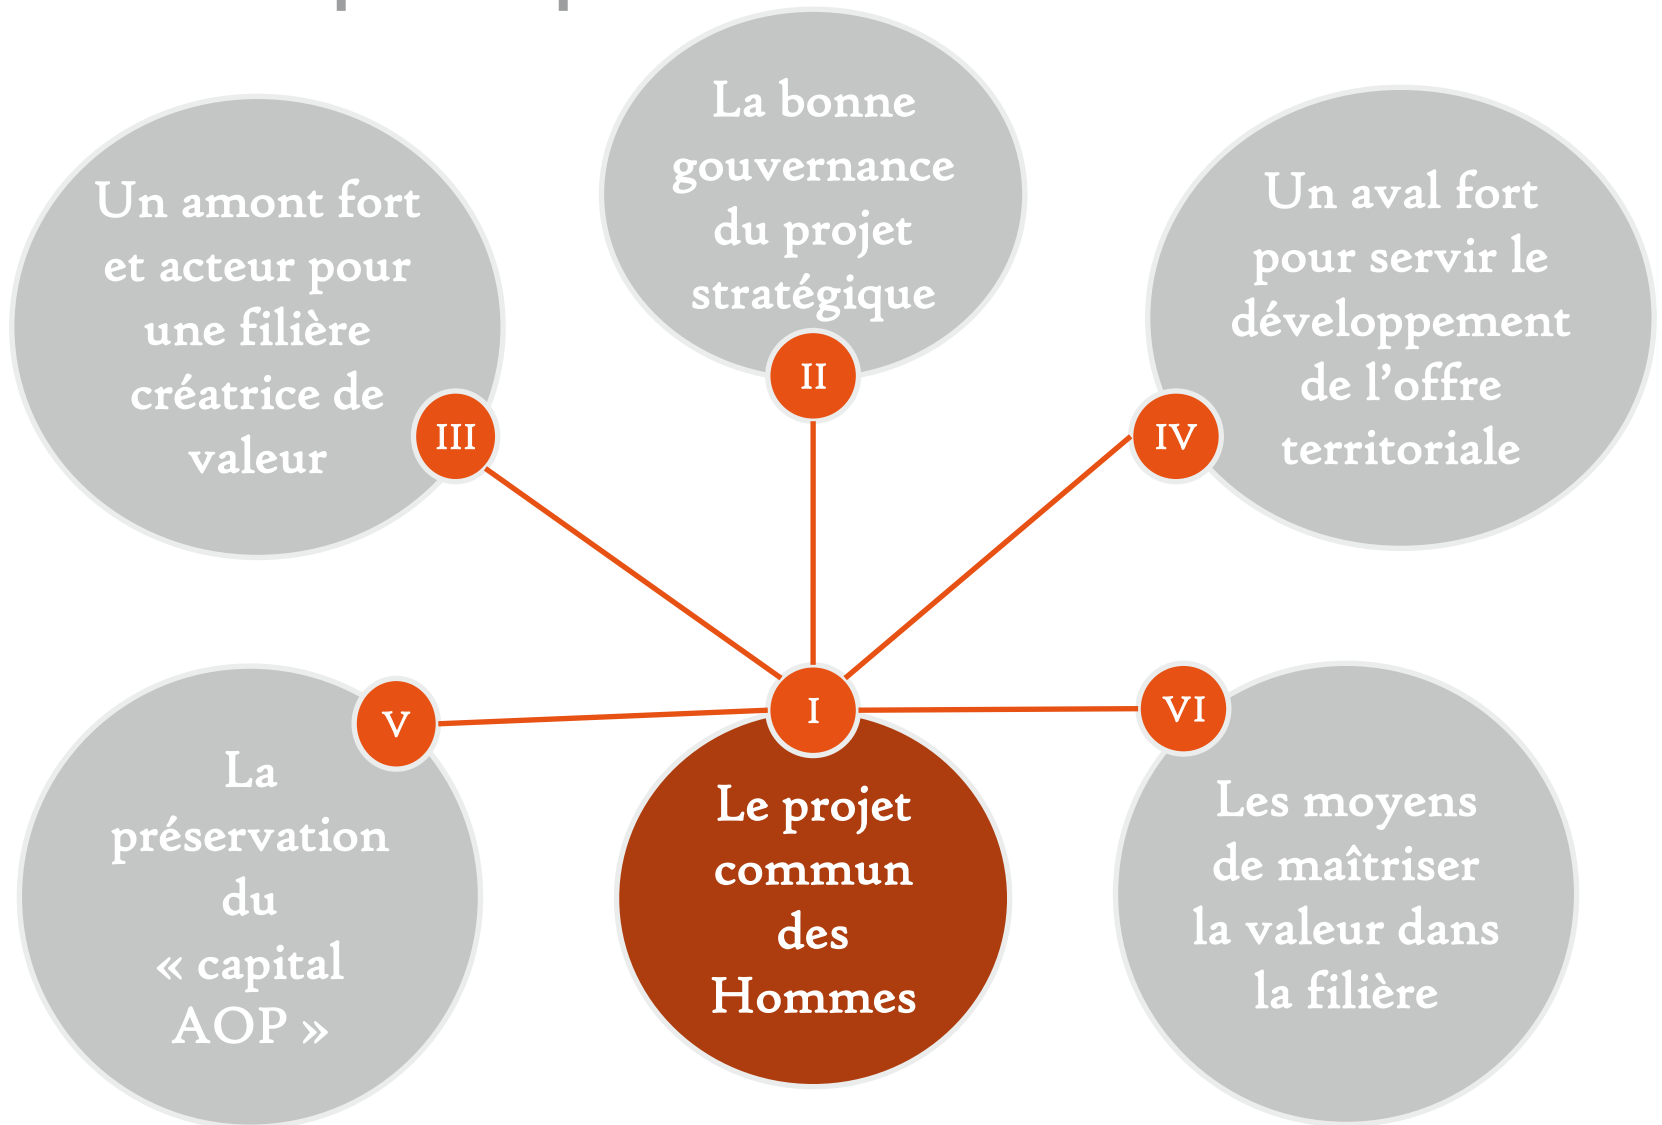 La bonne
gouvernance
du projet
stratégique
II
Un amont fort
et acteur pour
une filière
créatrice de
valeur
III
Un aval fort
pour servir le
développement
de l’offre
territoriale
IV
La
préservation
du
« capital
AOP »
V
I
Le projet
commun
des
Hommes
VI
Les moyens
de maîtriser
la valeur dans
la filière